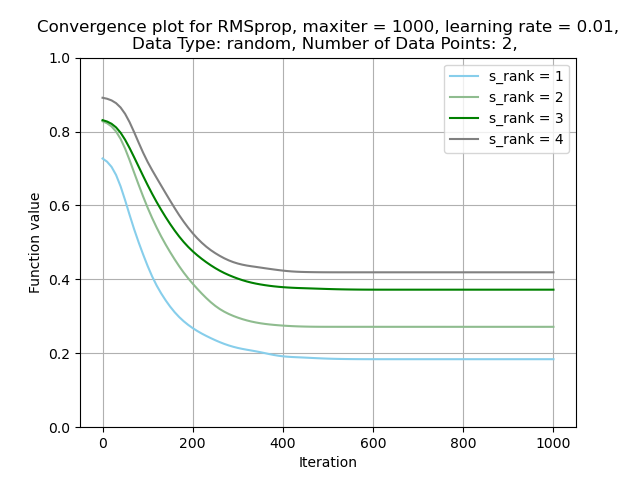 Convergence plot for RMSprop, maxiter = 1000, learning rate = 0.01,
Data Type: random, Number of Data Points: 2,
s_rank = 1
s_rank = 2
s_rank = 3
s_rank = 4
Function value
1.0
0.8
0.6
0.4
0.2
0.0
0 200 400 600 800 1000
Iteration